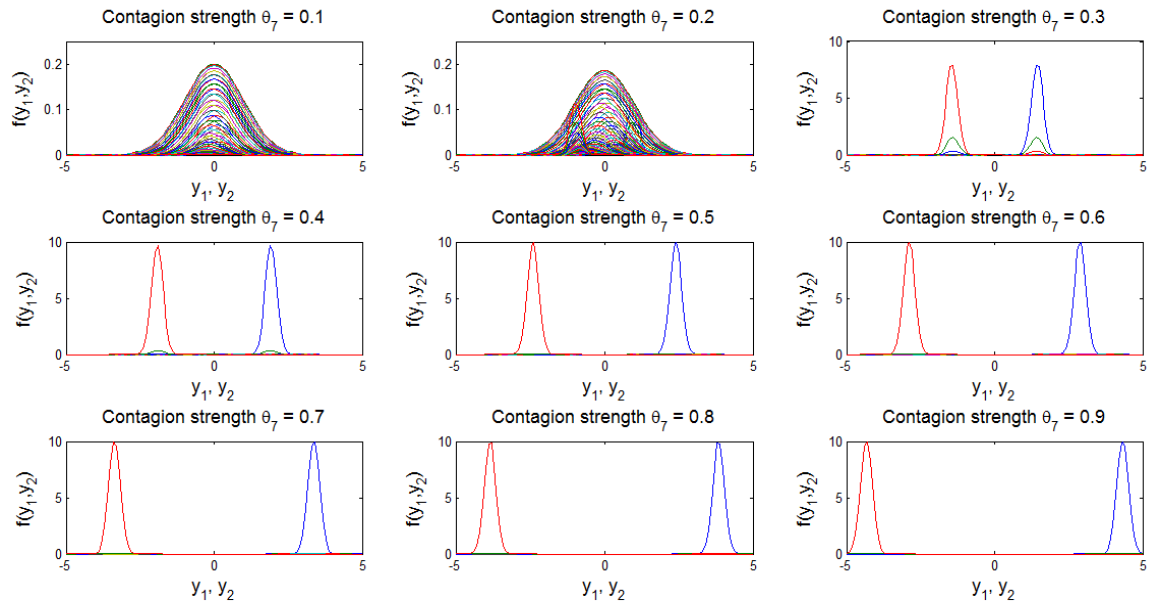 Contagion strength θ7 = 0.1
f(y1,y2)
0.2
0.1
0
-5
0
5
y1, y2
Contagion strength θ7 = 0.2
f(y1,y2)
0.2
0.1
0
-5
0
5
y1, y2
Contagion strength θ7 = 0.3
f(y1,y2)
10
5
0
-5
0
5
y1, y2
Contagion strength θ7 = 0.4
f(y1,y2)
10
5
0
-5
0
5
y1, y2
Contagion strength θ7 = 0.5
f(y1,y2)
10
5
0
-5
0
5
y1, y2
Contagion strength θ7 = 0.6
f(y1,y2)
10
5
0
-5
0
5
y1, y2
Contagion strength θ7 = 0.7
f(y1,y2)
10
5
0
-5
0
5
y1, y2
Contagion strength θ7 = 0.8
f(y1,y2)
10
5
0
-5
0
5
y1, y2
Contagion strength θ7 = 0.9
f(y1,y2)
10
5
0
-5
0
5
y1, y2